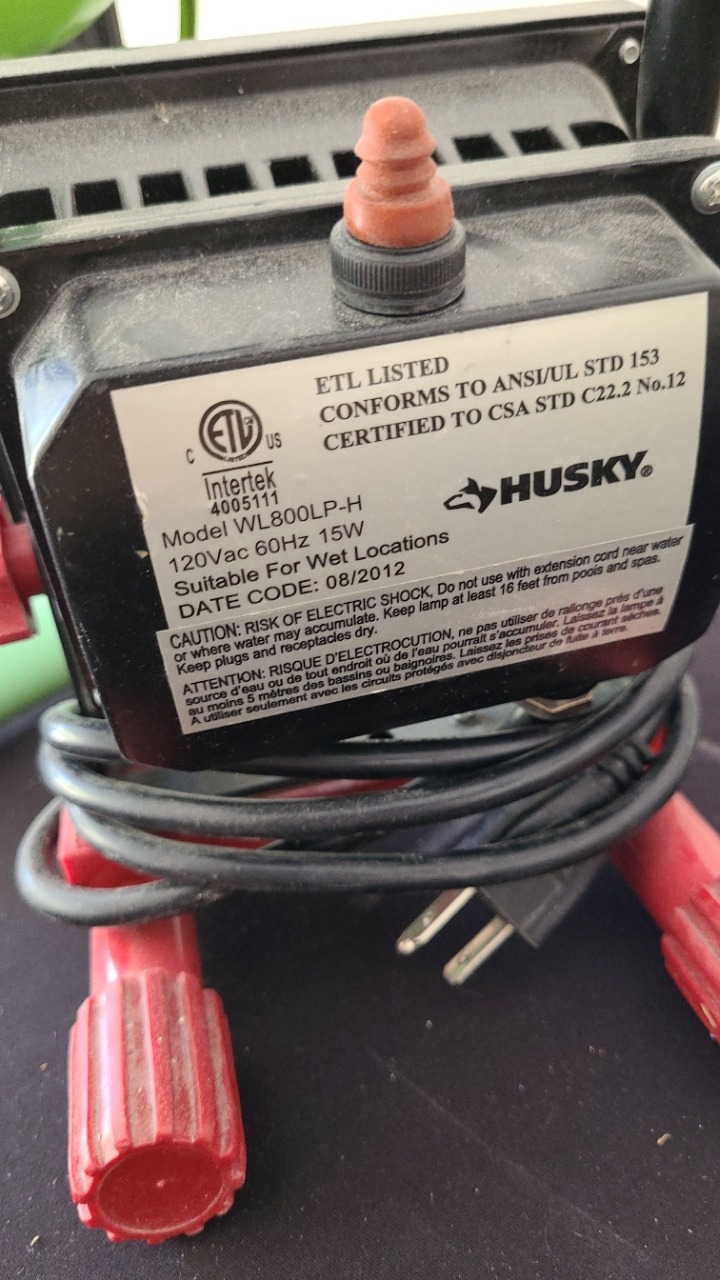 ETL LISTED
CONFORMS TO ANSI/UL STD 153
CERTIFIED TO CSA STD C22.2 No.12
C ETL US
LISTED
Intertek
4005111
HUSKY®
Model WL800LP-H
120Vac 60Hz 15W
Suitable For Wet Locations
DATE CODE: 08/2012
CAUTION: RISK OF ELECTRIC SHOCK, Do not use with extension cord near water
or where water may accumulate. Keep lamp at least 16 feet from poois and spas.
Keep plugs and receptacles dry.
ATTENTION: RISQUE D'ELECTROCUTION, ne pas utiliser de rallonge prés d'une
source d'eau ou de tout endroit où de l'eau pourrait s'accumuler. Laissez la lampe à
au moins 5 mètres des bassins ou baignoires. Laissez les prises de courant sèches.
A utiliser seulement avec les circuits protégés avec disjoncteur de fuite à terre.